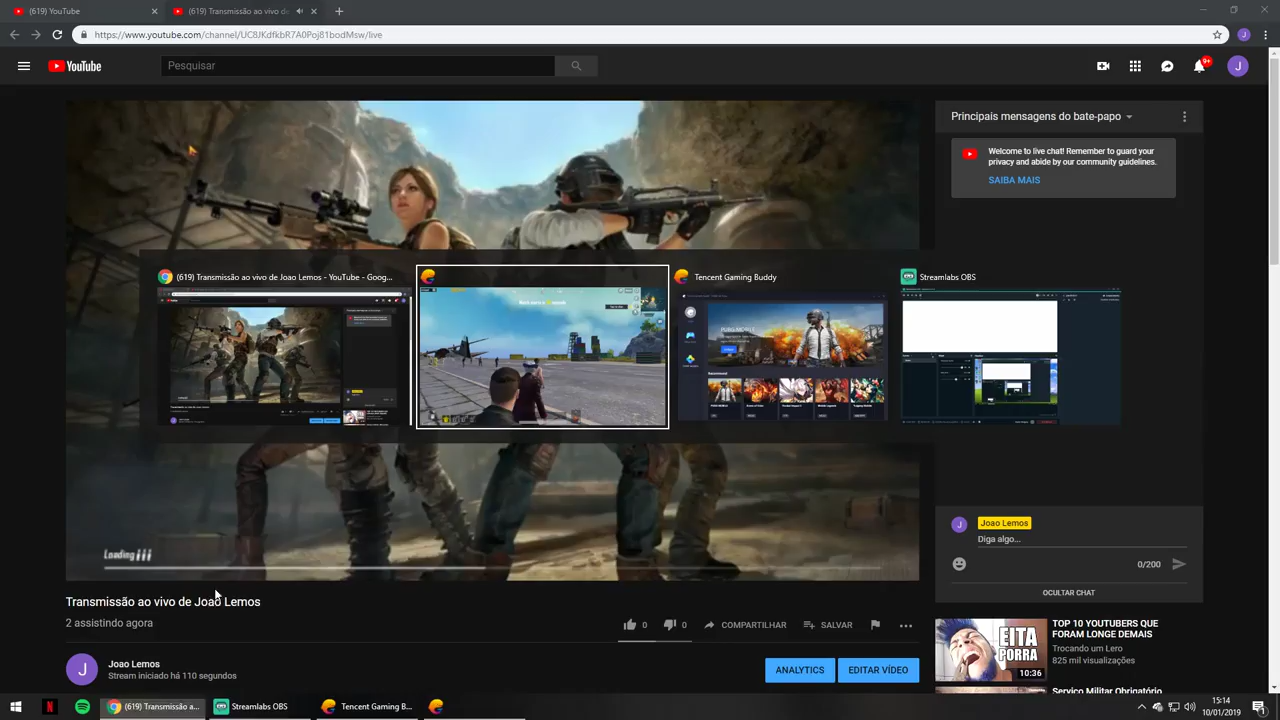 (619) YouTube
(619) Transmissão ao vivo de
https://www.youtube.com/channel/UC8JKdfkbR7A0Poj81bodMsw/live
YouTube
Pesquisar
9+
J
Principais mensagens do bate-papo
Welcome to live chat! Remember to guard your
privacy and abide by our community guidelines.
SAIBA MAIS
(619) Transmissão ao vivo de Joao Lemos - YouTube - Goog...
Tencent Gaming Buddy
Streamlabs OBS
PUBG MOBILE
Loading
J
Joao Lemos
Diga algo...
0/200
OCULTAR CHAT
Transmissão ao vivo de Joao Lemos
2 assistindo agora
0
0
COMPARTILHAR
SALVAR
J
Joao Lemos
Stream iniciado há 110 segundos
ANALYTICS
EDITAR VÍDEO
EITA
PORRA
10:36
TOP 10 YOUTUBERS QUE
FORAM LONGE DEMAIS
Trocando um Lero
825 mil visualizações
Serviço Militar Obrigatório
(619) Transmissão a...
Streamlabs OBS
Tencent Gaming B...
15:14
10/01/2019